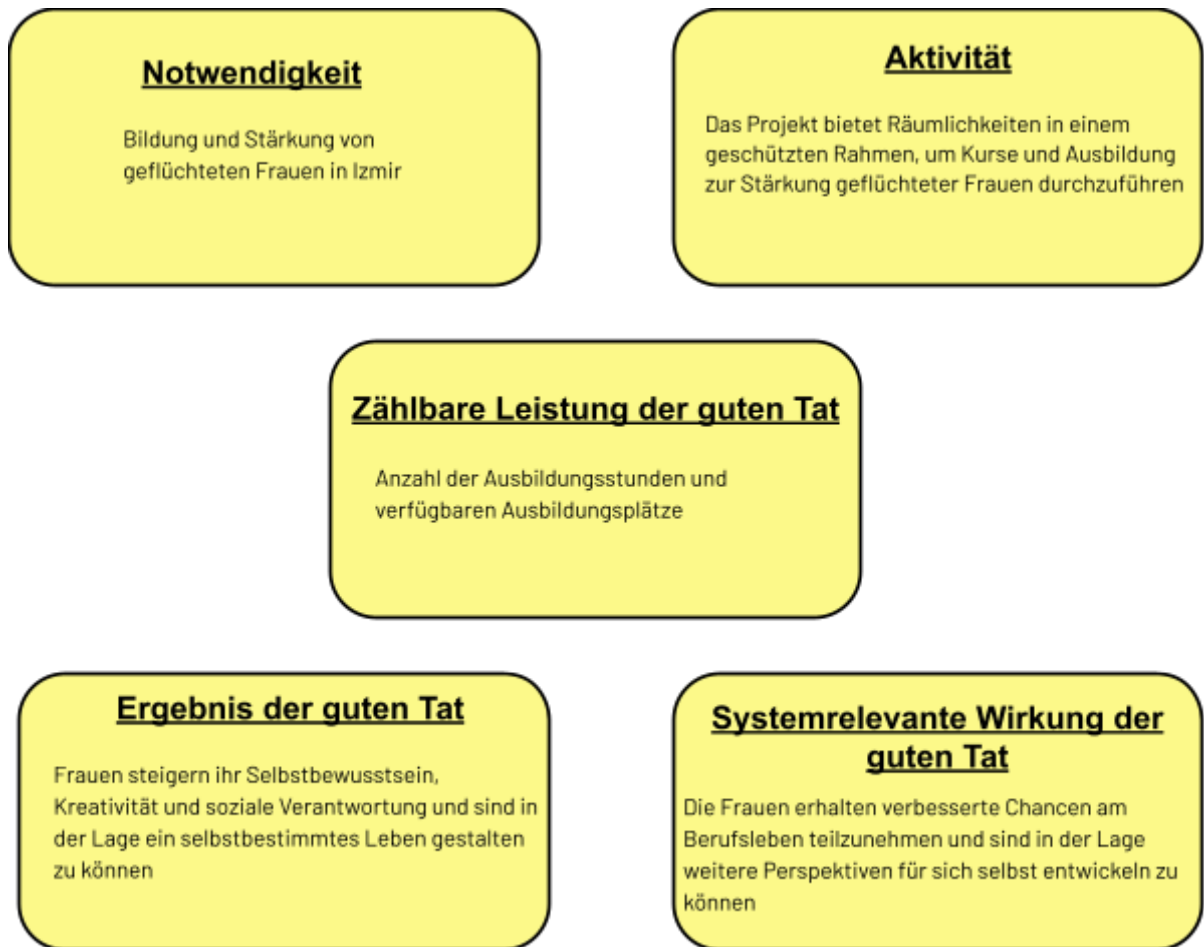 Notwendigkeit
Bildung und Stärkung von
geflüchteten Frauen in Izmir
Aktivität
Das Projekt bietet Räumlichkeiten in einem
geschützten Rahmen, um Kurse und Ausbildung
zur Stärkung geflüchteter Frauen durchzuführen
Zählbare Leistung der guten Tat
Anzahl der Ausbildungsstunden und
verfügbaren Ausbildungsplätze
Ergebnis der guten Tat
Frauen steigern ihr Selbstbewusstsein,
Kreativität und soziale Verantwortung und sind in
der Lage ein selbstbestimmtes Leben gestalten
zu können
Systemrelevante Wirkung der
guten Tat
Die Frauen erhalten verbesserte Chancen am
Berufsleben teilzunehmen und sind in der Lage
weitere Perspektiven für sich selbst entwickeln zu
können